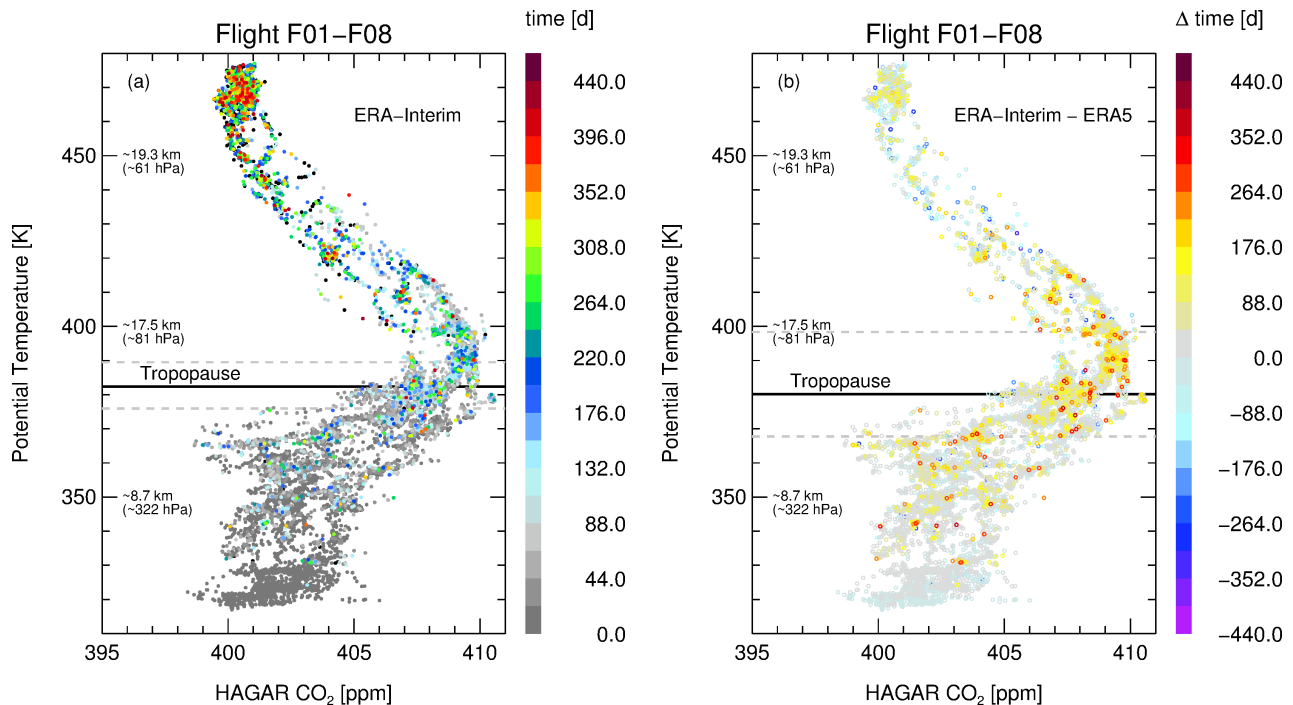 time [d]
Flight F01−F08
(a)
ERA−Interim
440.0
396.0
352.0
308.0
264.0
220.0
176.0
132.0
88.0
44.0
0.0
450
400
350
~19.3 km
(~61 hPa)
~17.5 km
(~81 hPa)
Tropopause
~8.7 km
(~322 hPa)
Potential Temperature [K]
395
400
405
410
HAGAR CO2 [ppm]
Δ time [d]
Flight F01−F08
(b)
ERA−Interim − ERA5
440.0
352.0
264.0
176.0
88.0
0.0
−88.0
−176.0
−264.0
−352.0
−440.0
450
400
350
~19.3 km
(~61 hPa)
~17.5 km
(~81 hPa)
Tropopause
~8.7 km
(~322 hPa)
Potential Temperature [K]
395
400
405
410
HAGAR CO2 [ppm]